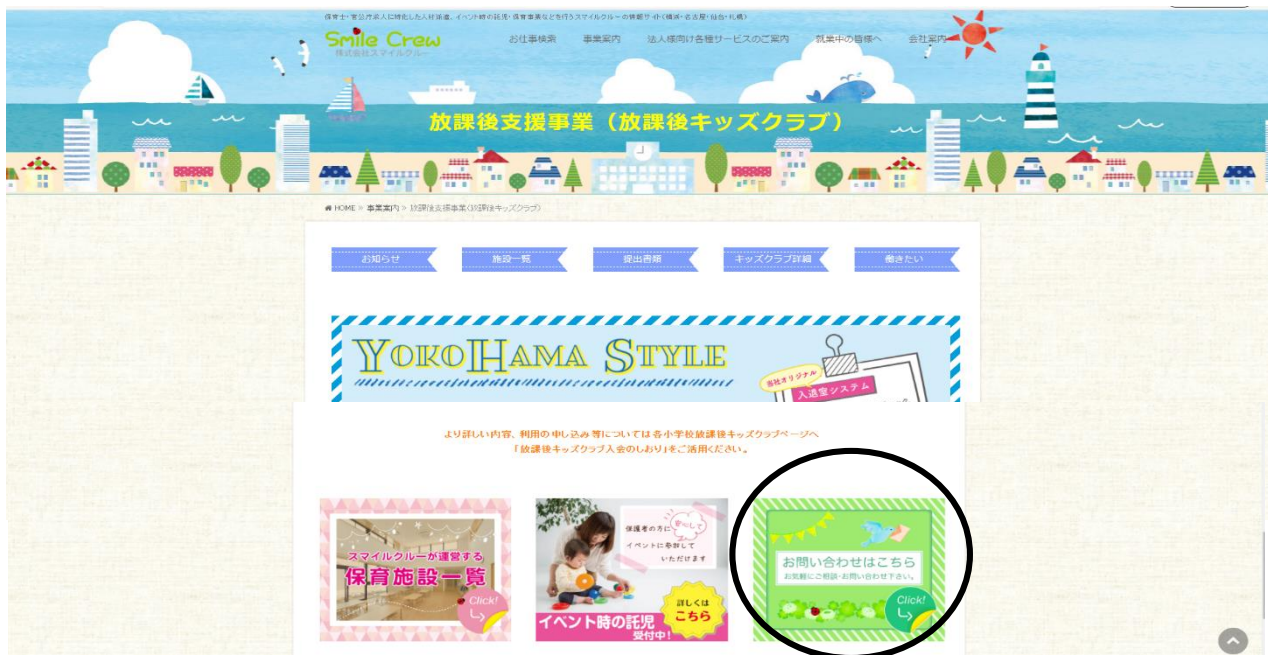 保育士・官公庁求人に特化した人材派遣、イベント時の託児・保育事業などを行うスマイルクルーの情報サイト(横浜・名古屋・仙台・札幌)
Smile Crew
株式会社スマイルクルー
お仕事検索 事業案内 法人様向け各種サービスのご案内 就業中の皆様へ 会社案内
放課後支援事業（放課後キッズクラブ）
HOME > 事業案内 > 放課後支援事業(放課後キッズクラブ)
お知らせ 施設一覧 提出書類 キッズクラブ詳細 働きたい
YOKOHAMA STYLE
当社オリジナル
入退室システム
より詳しい内容、利用の申し込み等については各小学校放課後キッズクラブページへ
「放課後キッズクラブ入会のしおり」をご活用ください。
スマイルクルーが運営する
保育施設一覧
Click!
保護者の方に安心して
イベントに参加して
いただけます
詳しくは
こちら
イベント時の託児
受付中!
お問い合わせはこちら
お気軽にご相談・お問い合わせ下さい。
Click!